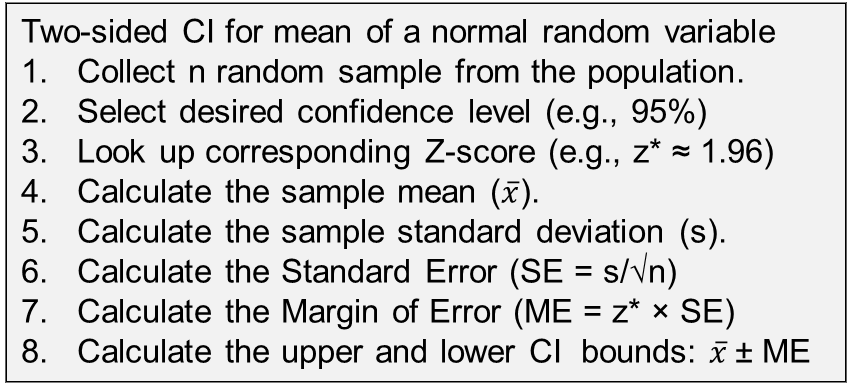 Two-sided CI for mean of a normal random variable
1. Collect n random sample from the population.
2. Select desired confidence level (e.g., 95%)
3. Look up corresponding Z-score (e.g., z* ≈ 1.96)
4. Calculate the sample mean (x̄).
5. Calculate the sample standard deviation (s).
6. Calculate the Standard Error (SE = s/√n)
7. Calculate the Margin of Error (ME = z* × SE)
8. Calculate the upper and lower CI bounds: x̄ ± ME